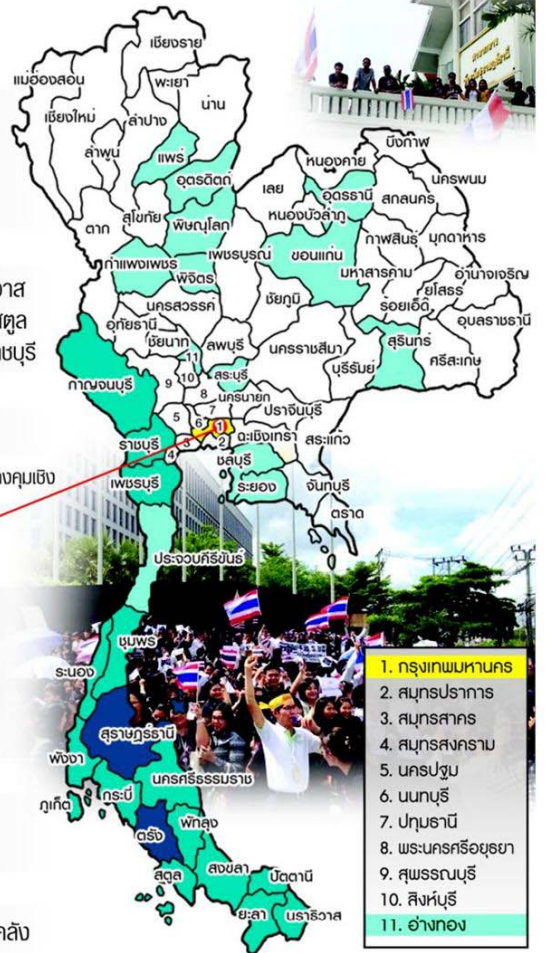 เชียงราย
แม่ฮ่องสอน
พะเยา
น่าน
เชียงใหม่
ลำปาง
ลำพูน
แพร่
อุตรดิตถ์
บึงกาฬ
หนองคาย
เลย
อุดรธานี
นครพนม
สกลนคร
หนองบัวลำภู
ตาก
สุโขทัย
พิษณุโลก
กาฬสินธุ์
มุกดาหาร
กำแพงเพชร
พิจิตร
เพชรบูรณ์
ขอนแก่น
มหาสารคาม
อำนาจเจริญ
ยโสธร
ร้อยเอ็ด
ชัยภูมิ
นครสวรรค์
อุทัยธานี
ชัยนาท
ลพบุรี
อุบลราชธานี
นครราชสีมา
บุรีรัมย์
สุรินทร์
ศรีสะเกษ
11
10
9
สระบุรี
8
นครนายก
7
ปราจีนบุรี
กาญจนบุรี
5
6
1
2
3
4
ฉะเชิงเทรา
สระแก้ว
ราชบุรี
ชลบุรี
เพชรบุรี
ระยอง
จันทบุรี
ตราด
ประจวบคีรีขันธ์
ชุมพร
ระนอง
สุราษฎร์ธานี
พังงา
นครศรีธรรมราช
ภูเก็ต
กระบี่
ตรัง
พัทลุง
สตูล
สงขลา
ปัตตานี
ยะลา
นราธิวาส
1. กรุงเทพมหานคร
2. สมุทรปราการ
3. สมุทรสาคร
4. สมุทรสงคราม
5. นครปฐม
6. นนทบุรี
7. ปทุมธานี
8. พระนครศรีอยุธยา
9. สุพรรณบุรี
10. สิงห์บุรี
11. อ่างทอง